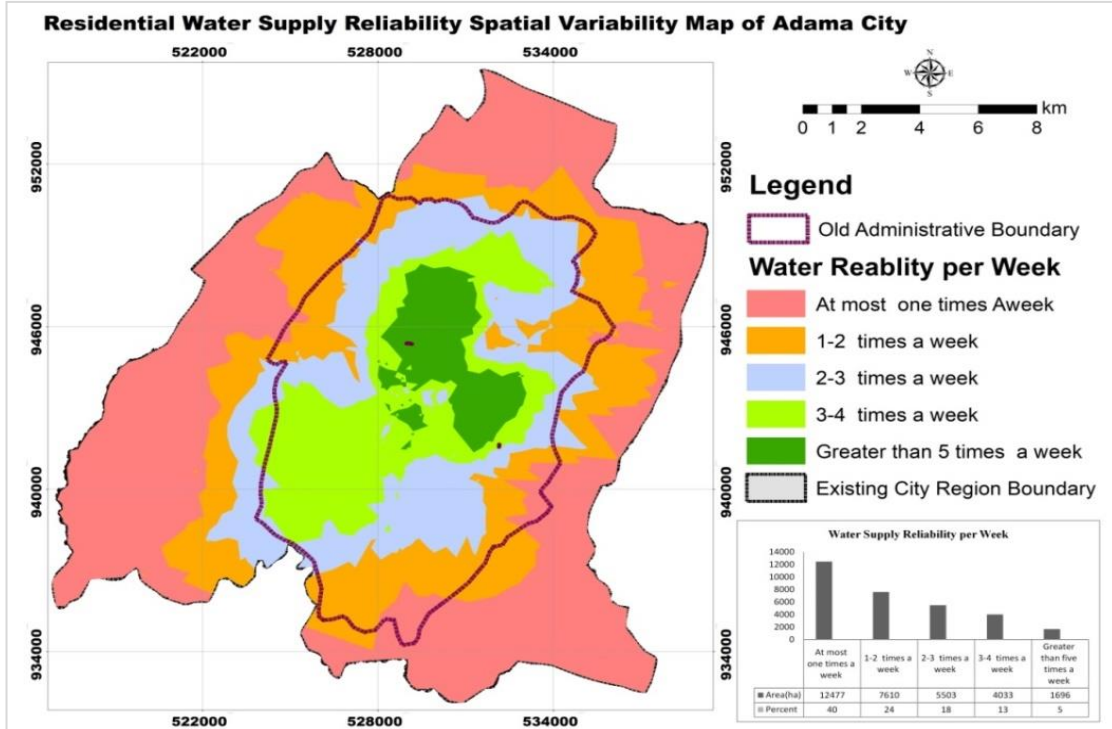 Residential Water Supply Reliability Spatial Variability Map of Adama City
522000 528000 534000
N
W E
S
km
0 1 2 4 6 8
952000 952000
946000 946000
940000 940000
934000 934000
522000 528000 534000
Legend
Old Administrative Boundary
Water Reablity per Week
At most one times Aweek
1-2 times a week
2-3 times a week
3-4 times a week
Greater than 5 times a week
Existing City Region Boundary
Water Supply Reliability per Week
14000
12000
10000
8000
6000
4000
2000
0
At most one times a week 1-2 times a week 2-3 times a week 3-4 times a week Greater than five times a week
Area(ha) 12477 7610 5503 4033 1696
Percent 40 24 18 13 5